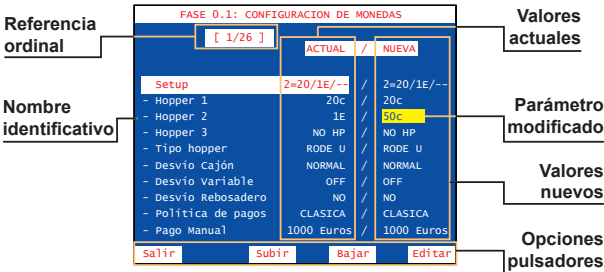 Referencia
ordinal
Nombre
identificativo
FASE 0.1: CONFIGURACION DE MONEDAS
[ 1/26 ]
ACTUAL / NUEVA
Setup 2=20/1E/-- / 2=20/1E/--
- Hopper 1 20c / 20c
- Hopper 2 1E / 50c
- Hopper 3 NO HP / NO HP
- Tipo hopper RODE U / RODE U
- Desvío Cajón NORMAL / NORMAL
- Desvío Variable OFF / OFF
- Desvío Rebosadero NO / NO
- Política de pagos CLASICA / CLASICA
- Pago Manual 1000 Euros / 1000 Euros
Salir Subir Bajar Editar
Valores
actuales
Parámetro
modificado
Valores
nuevos
Opciones
pulsadores